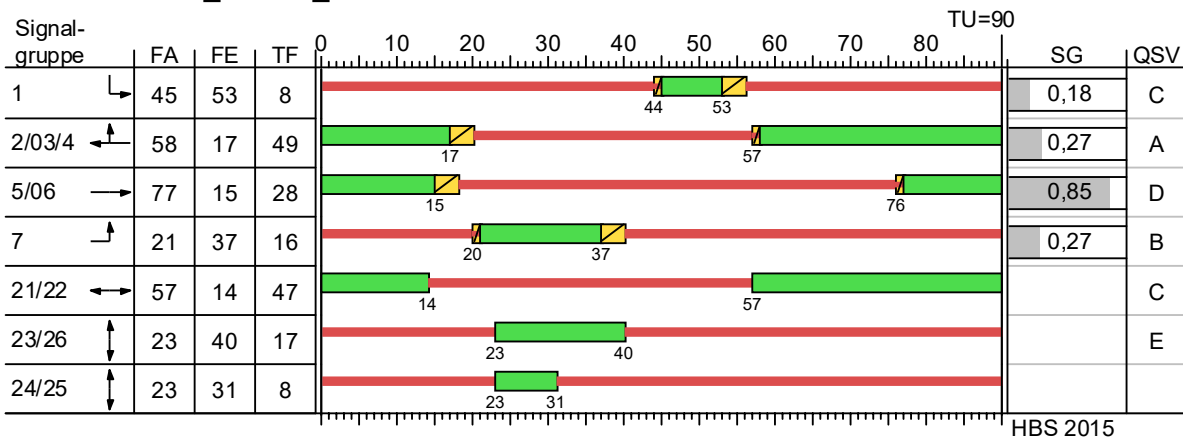 TU=90
Signal-
gruppe FA FE TF 0 10 20 30 40 50 60 70 80 SG QSV
1 45 53 8 44 53 0,18 C
2/03/4 58 17 49 17 57 0,27 A
5/06 77 15 28 15 76 0,85 D
7 21 37 16 20 37 0,27 B
21/22 57 14 47 14 57 C
23/26 23 40 17 23 40 E
24/25 23 31 8 23 31
HBS 2015